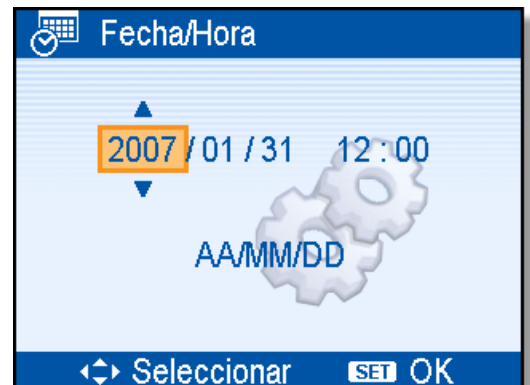 Fecha/Hora
2007 / 01 / 31 12 : 00
AA/MM/DD
Seleccionar SET OK